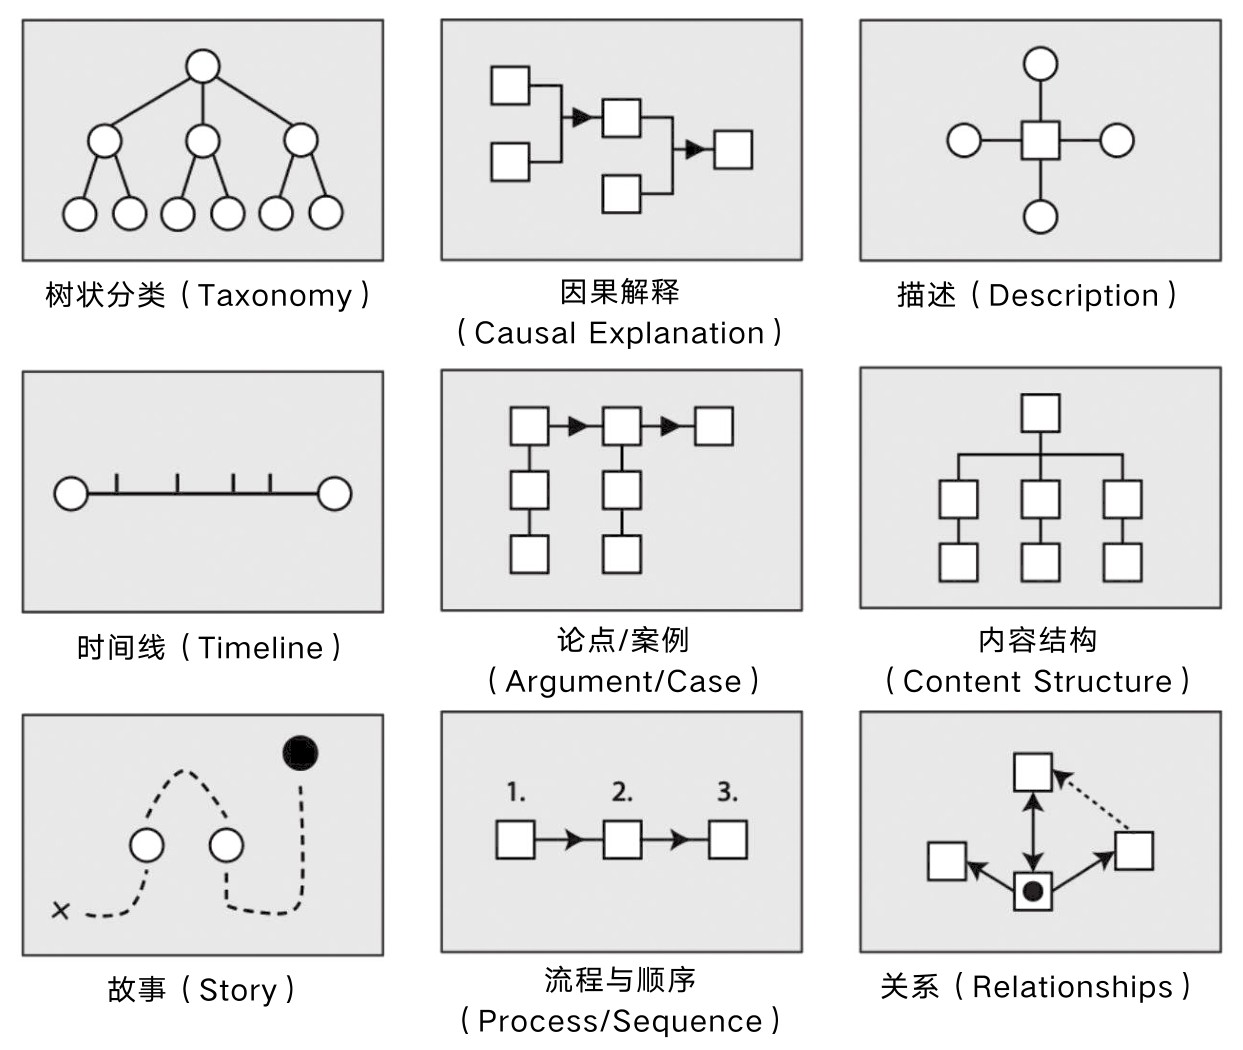 树状分类（Taxonomy）
因果解释
（Causal Explanation）
描述（Description）
时间线（Timeline）
论点/案例
（Argument/Case）
内容结构
（Content Structure）
故事（Story）
1. 2. 3.
流程与顺序
（Process/Sequence）
关系（Relationships）